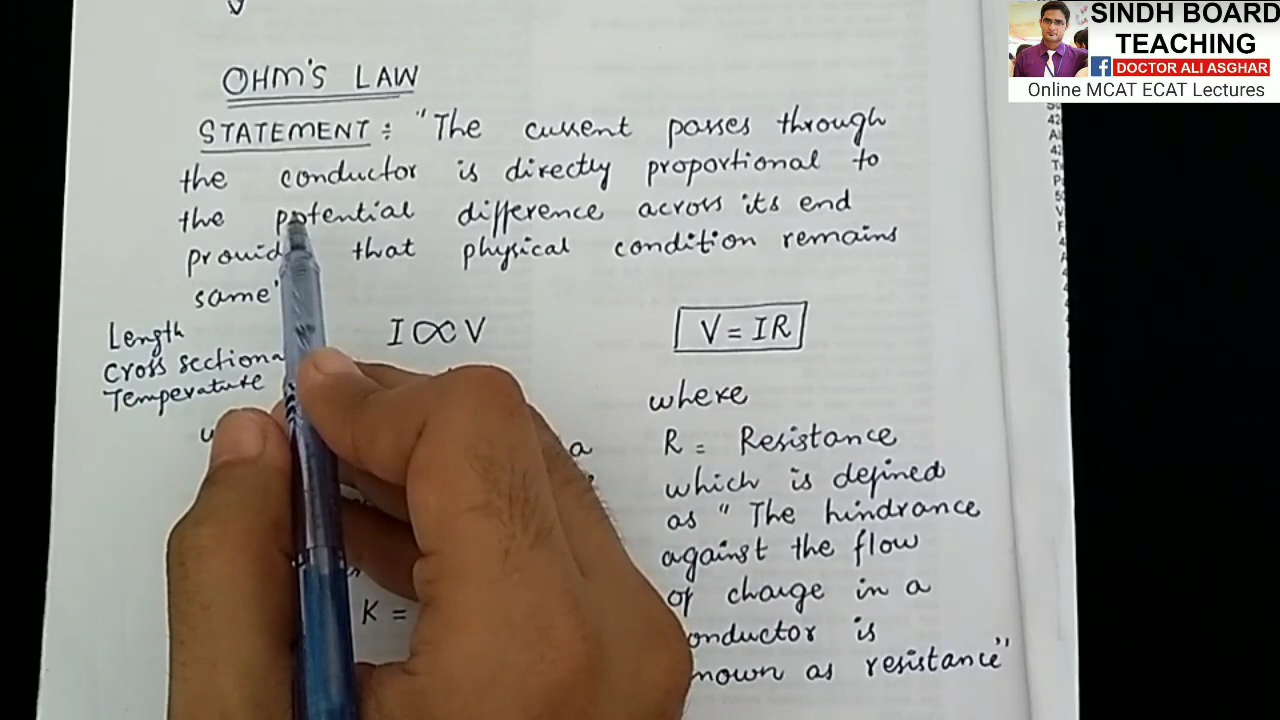 SINDH BOARD
TEACHING
DOCTOR ALI ASGHAR
Online MCAT ECAT Lectures
OHM'S LAW
STATEMENT : "The current passes through
the conductor is directly proportional to
the potential difference across its end
provid that physical condition remains
same"
Length
Cross sectiona
Temperature
I ∝ V
a
K =
V = IR
where
R = Resistance
which is defined
as "The hindrance
against the flow
of charge in a
onductor is
nown as resistance"